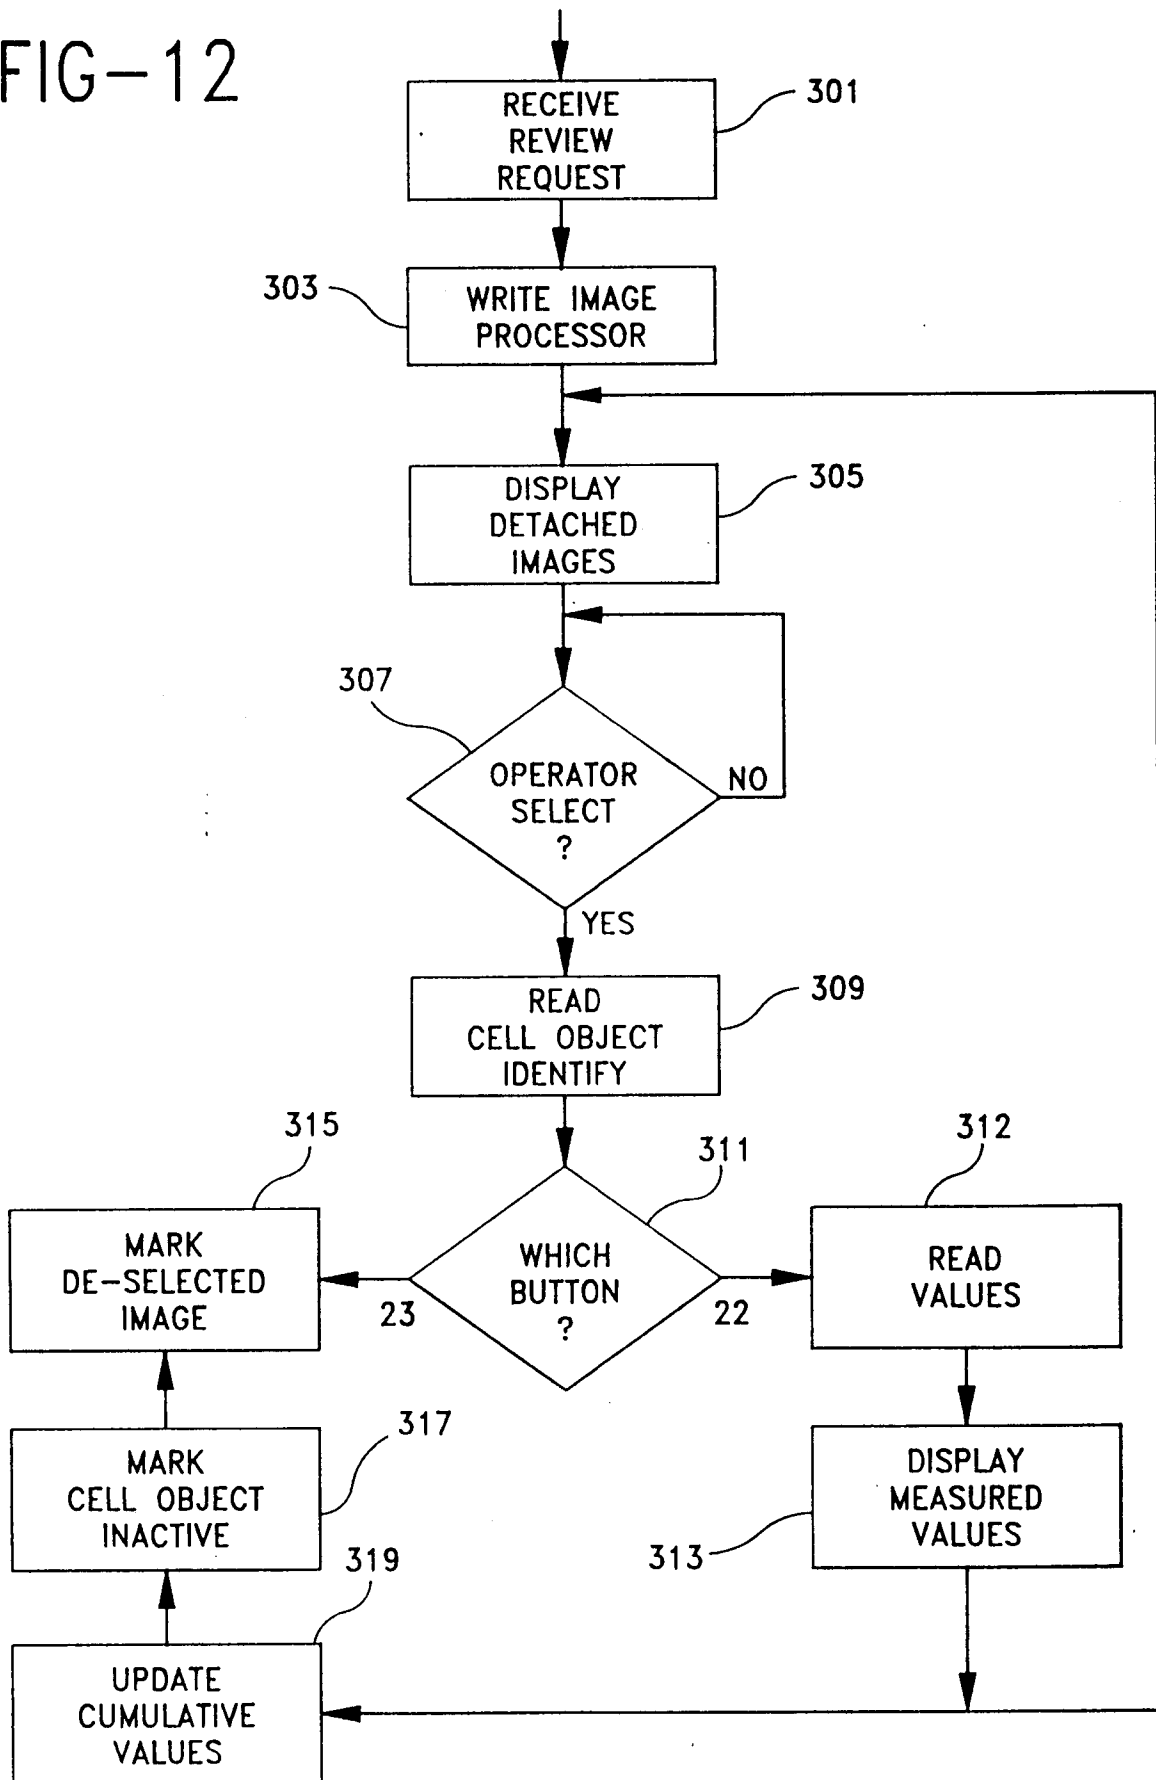 FIG-12
RECEIVE
REVIEW
REQUEST
301
303
WRITE IMAGE
PROCESSOR
DISPLAY
DETACHED
IMAGES
305
307
OPERATOR
SELECT
?
NO
YES
READ
CELL OBJECT
IDENTIFY
309
315
311
312
MARK
DE-SELECTED
IMAGE
WHICH
BUTTON
?
23
22
READ
VALUES
317
MARK
CELL OBJECT
INACTIVE
DISPLAY
MEASURED
VALUES
313
319
UPDATE
CUMULATIVE
VALUES